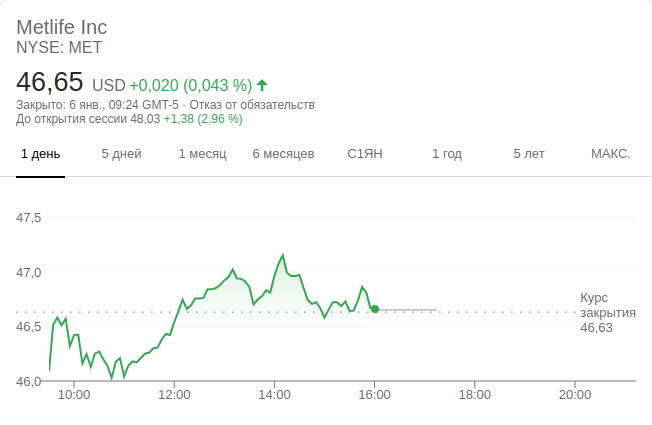 Metlife Inc
NYSE: MET
46,65 USD +0,020 (0,043 %)
Закрыто: 6 янв., 09:24 GMT-5 · Отказ от обязательств
До открытия сессии 48,03 +1,38 (2,96 %)
1 день 5 дней 1 месяц 6 месяцев С1ЯН 1 год 5 лет МАКС.
47,5
47,0
46,5
46,0
Курс
закрытия
46,63
10:00 12:00 14:00 16:00 18:00 20:00